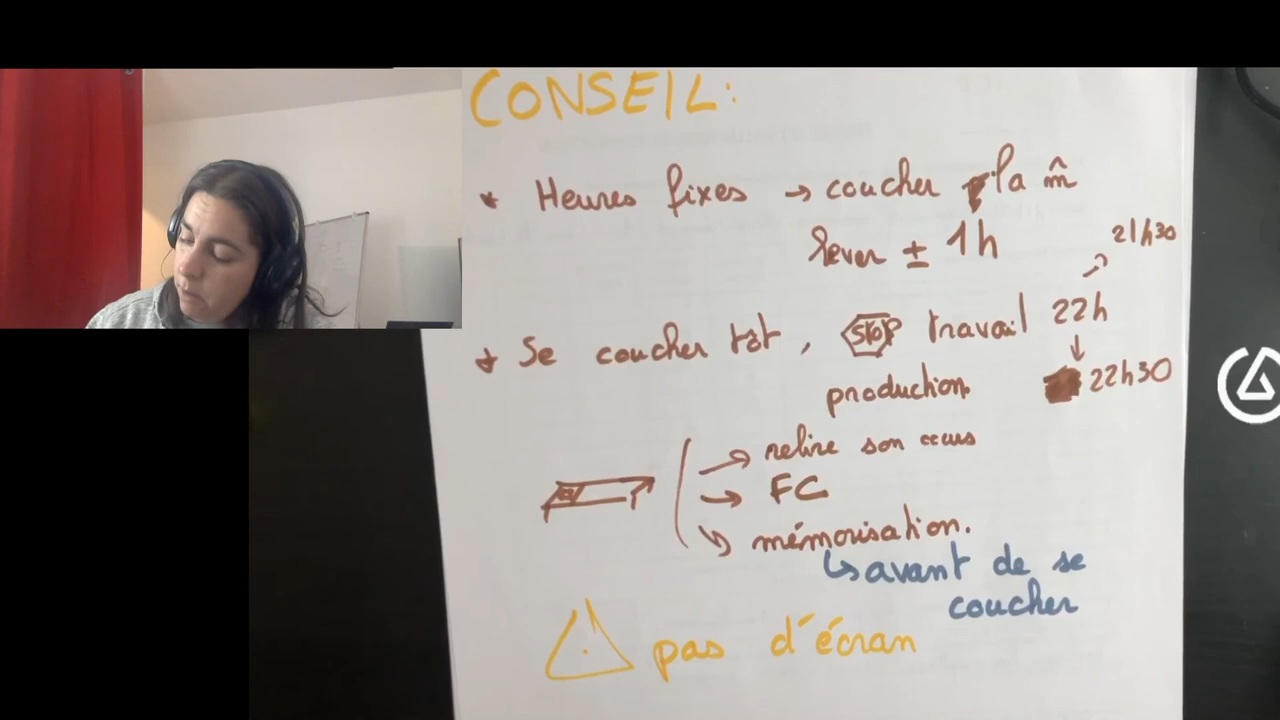 CONSEIL:
* Heures fixes → coucher la m̂
lever ± 1h
21h30
* Se coucher tôt, STOP travail 22h
production 22h30
→ relire son cours
→ FC
↳ mémorisation.
↳ avant de se
coucher
pas d'écran